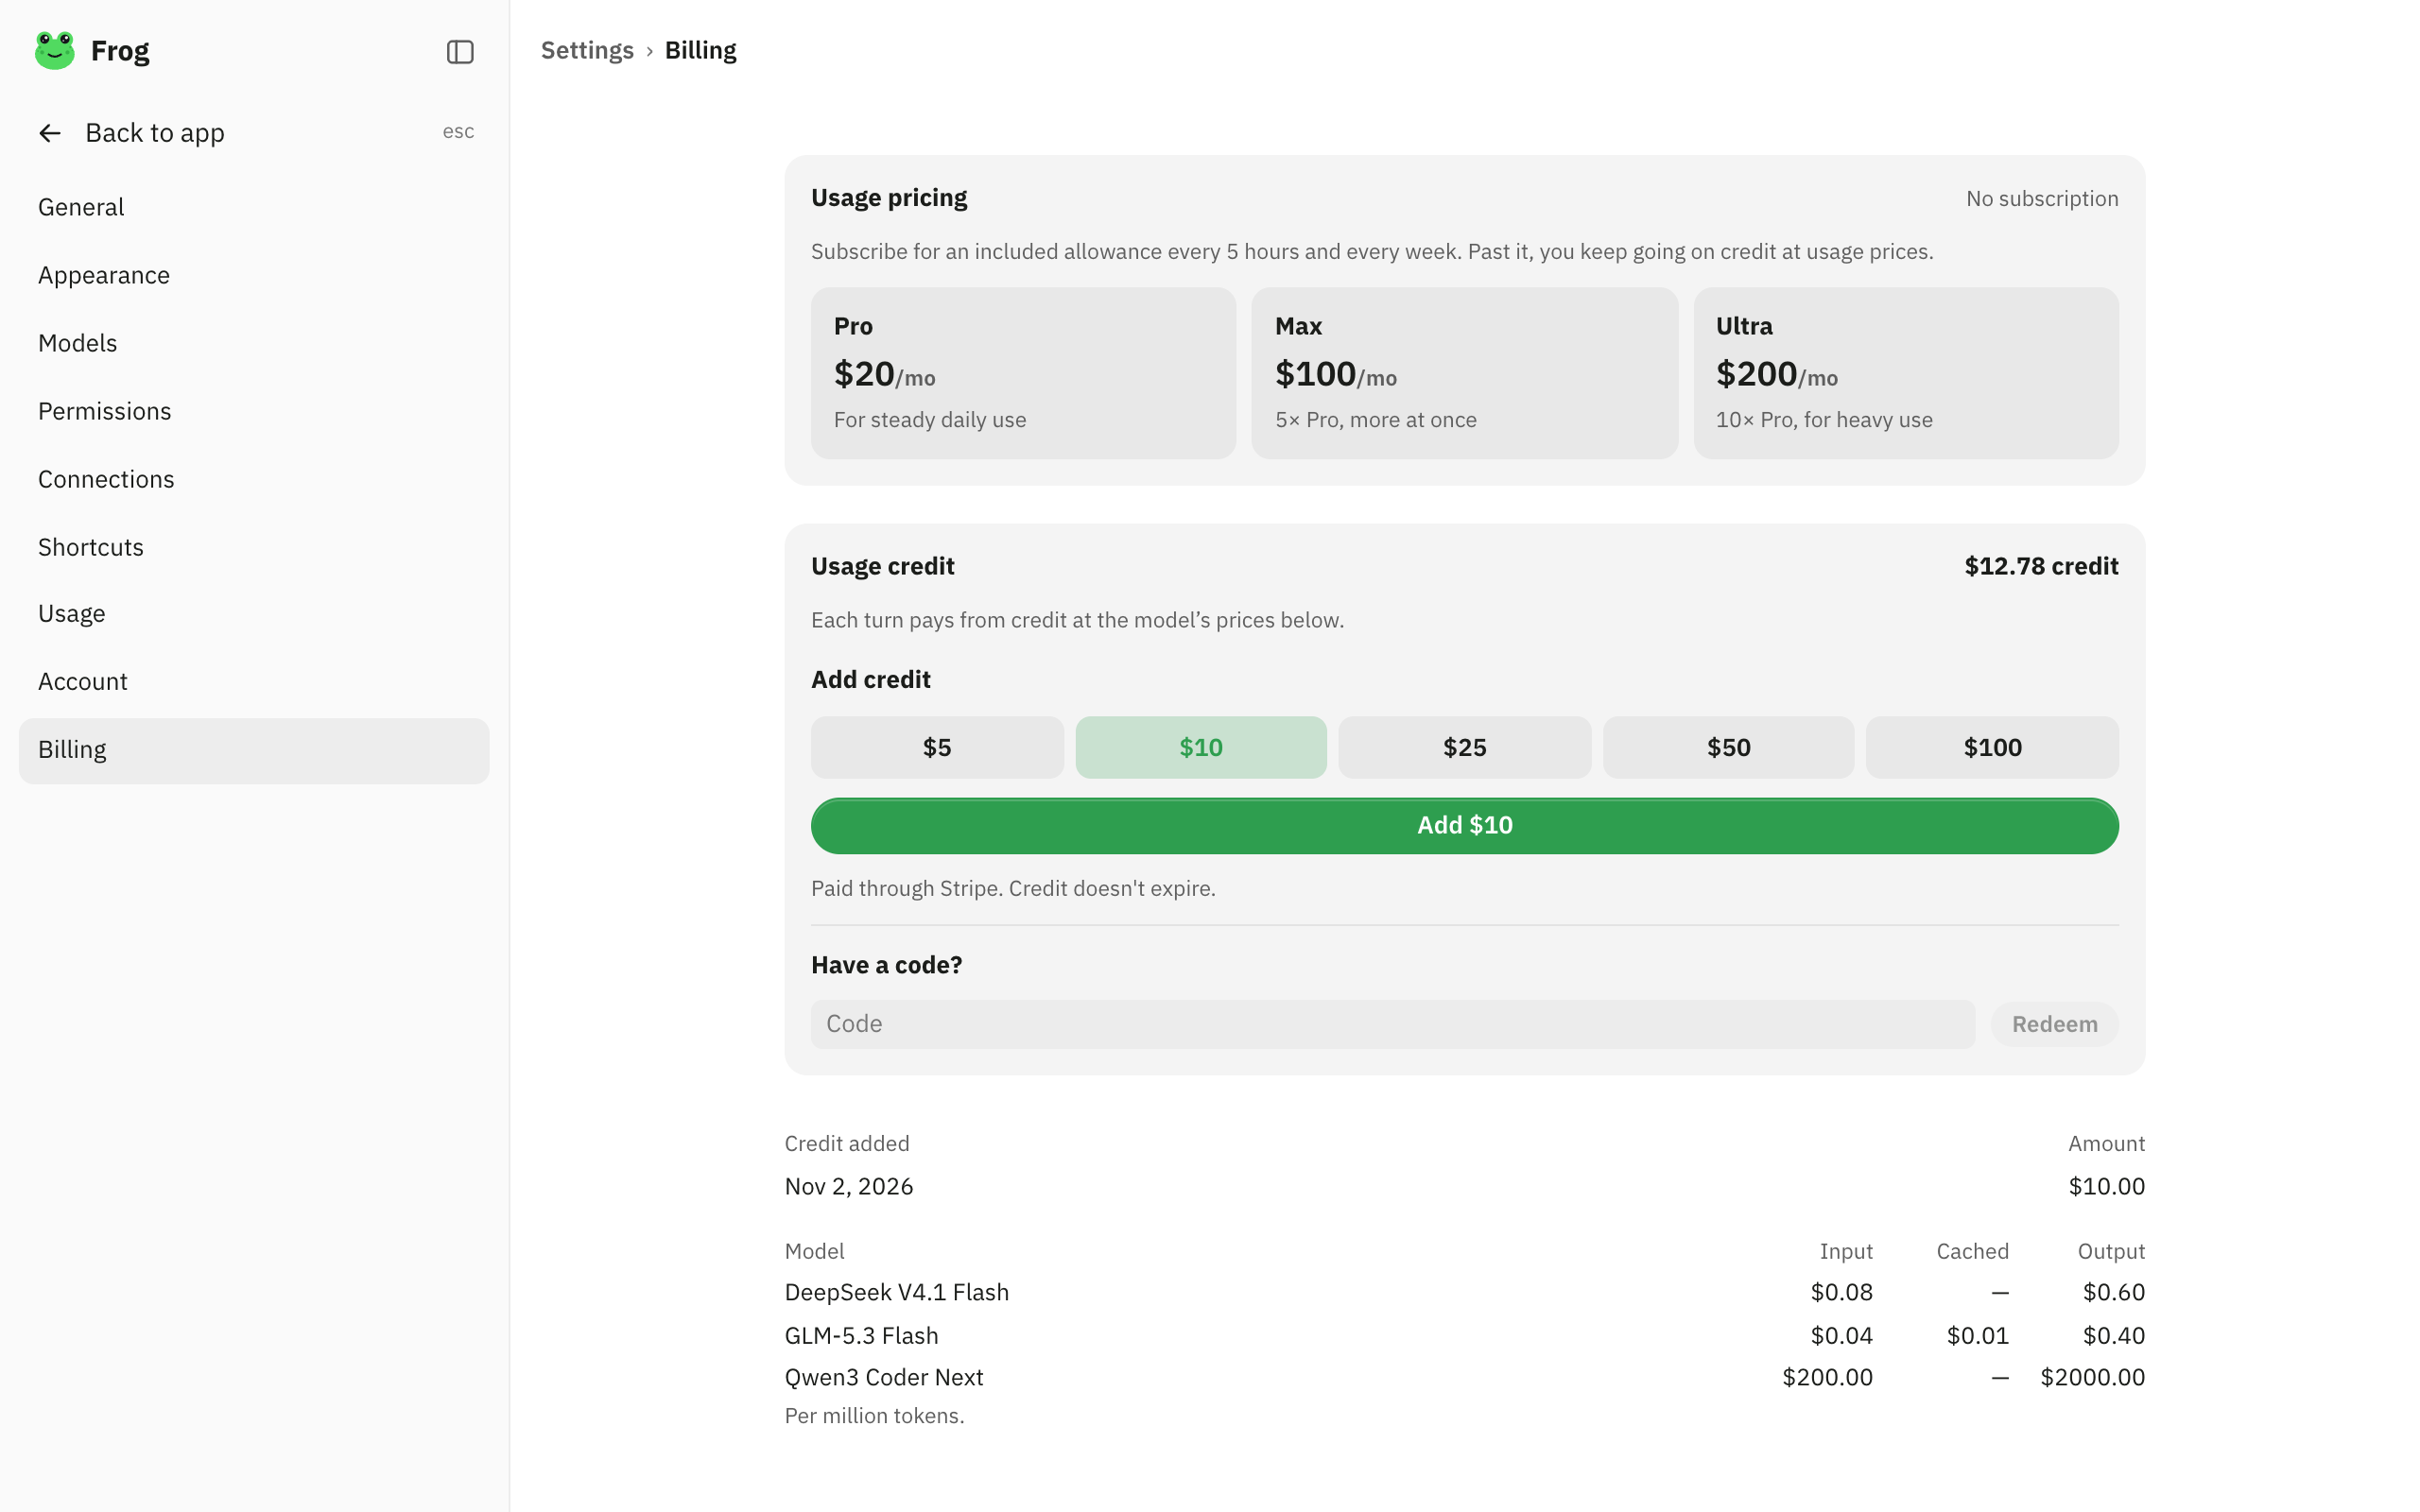 Frog
Back to app
esc
General
Appearance
Models
Permissions
Connections
Shortcuts
Usage
Account
Billing
Settings › Billing
Usage pricing
No subscription
Subscribe for an included allowance every 5 hours and every week. Past it, you keep going on credit at usage prices.
Pro
$20/mo
For steady daily use
Max
$100/mo
5× Pro, more at once
Ultra
$200/mo
10× Pro, for heavy use
Usage credit
$12.78 credit
Each turn pays from credit at the model’s prices below.
Add credit
$5
$10
$25
$50
$100
Add $10
Paid through Stripe. Credit doesn't expire.
Have a code?
Code
Redeem
Credit added Amount
Nov 2, 2026 $10.00
Model Input Cached Output
DeepSeek V4.1 Flash $0.08 — $0.60
GLM-5.3 Flash $0.04 $0.01 $0.40
Qwen3 Coder Next $200.00 — $2000.00
Per million tokens.